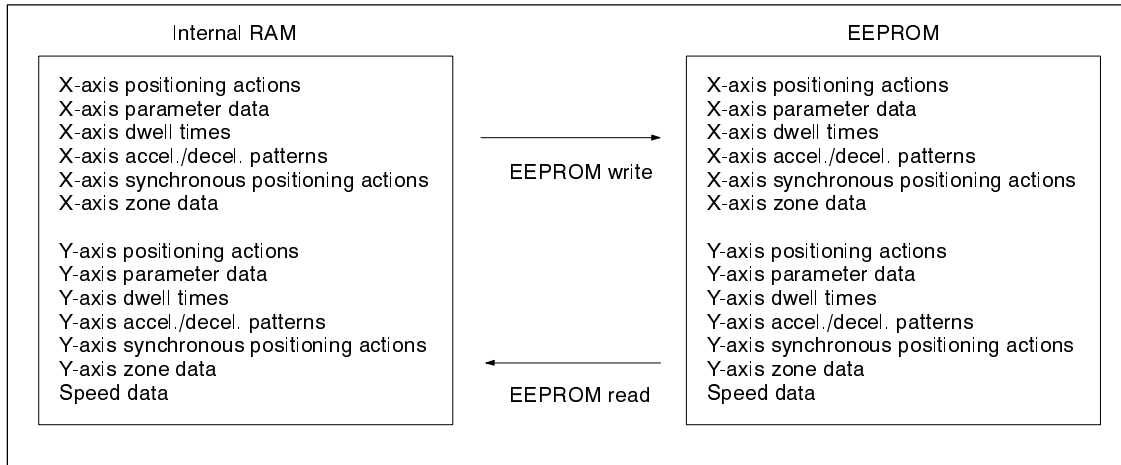 Internal RAM
X-axis positioning actions
X-axis parameter data
X-axis dwell times
X-axis accel./decel. patterns
X-axis synchronous positioning actions
X-axis zone data
Y-axis positioning actions
Y-axis parameter data
Y-axis dwell times
Y-axis accel./decel. patterns
Y-axis synchronous positioning actions
Y-axis zone data
Speed data
EEPROM write
EEPROM read
EEPROM
X-axis positioning actions
X-axis parameter data
X-axis dwell times
X-axis accel./decel. patterns
X-axis synchronous positioning actions
X-axis zone data
Y-axis positioning actions
Y-axis parameter data
Y-axis dwell times
Y-axis accel./decel. patterns
Y-axis synchronous positioning actions
Y-axis zone data
Speed data